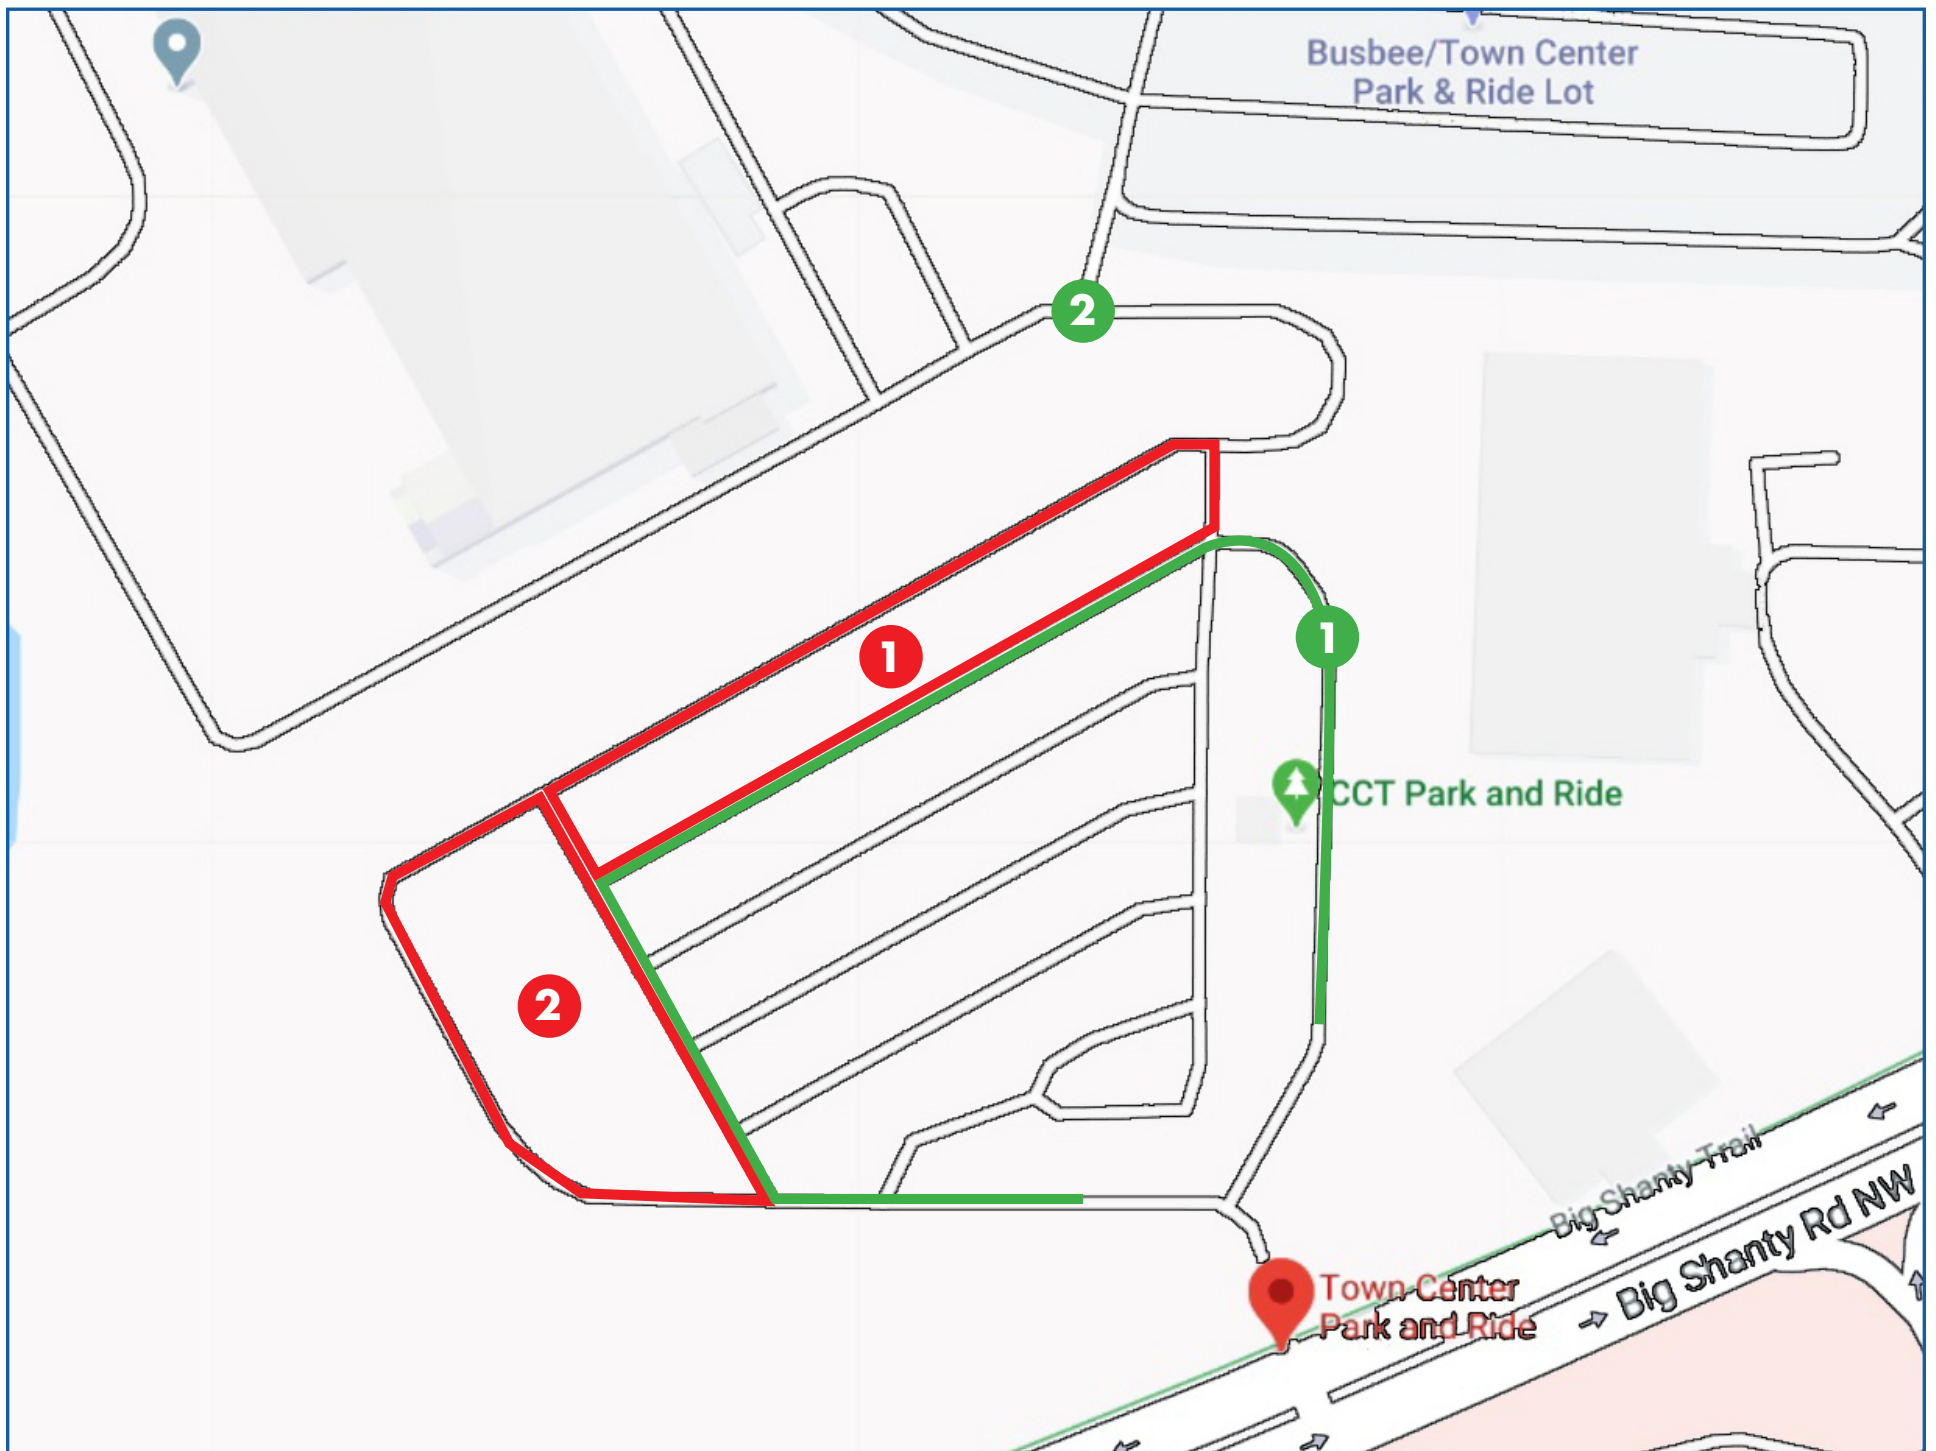 Busbee/Town Center
Park & Ride Lot
2
1
1
CCT Park and Ride
2
Big Shanty Trail
Big Shanty Rd NW
Town Center
Park and Ride